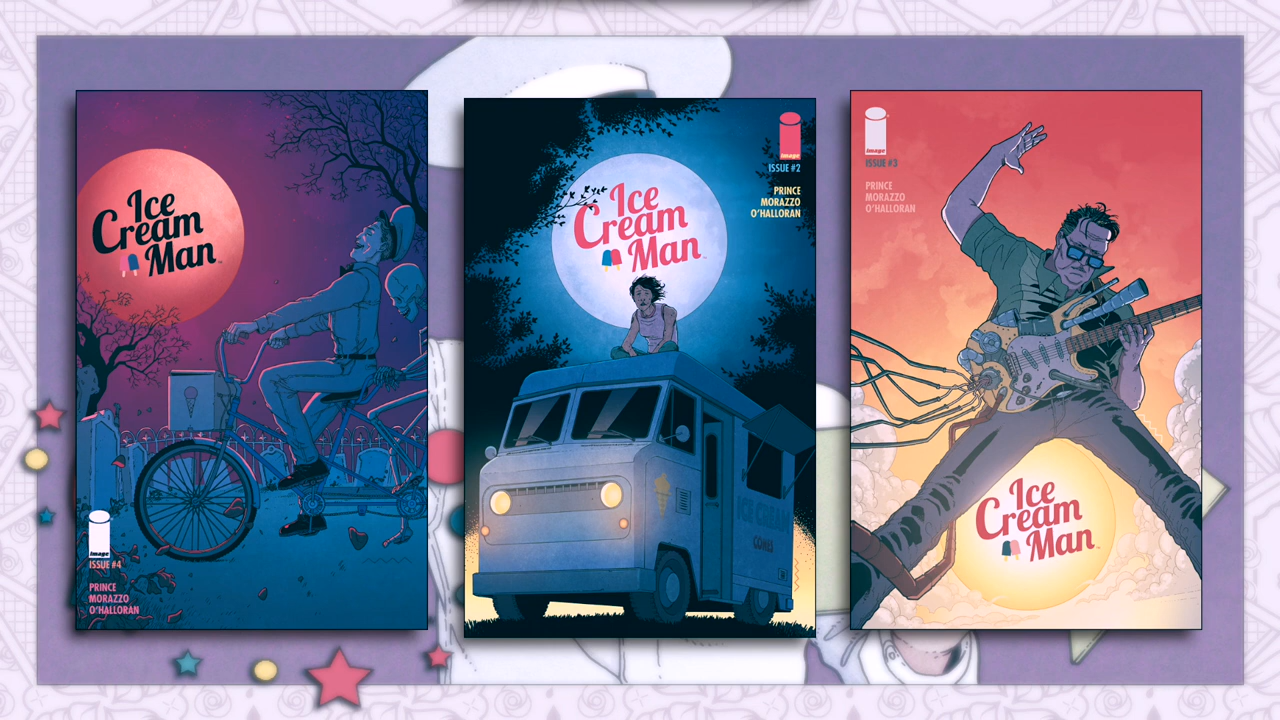 Ice
Cream
Man
image
ISSUE #4
PRINCE
MORAZZO
O'HALLORAN
image
ISSUE #2
PRINCE
MORAZZO
O'HALLORAN
Ice
Cream
Man
ICE CREAM
CONES
image
ISSUE #3
PRINCE
MORAZZO
O'HALLORAN
Ice
Cream
Man